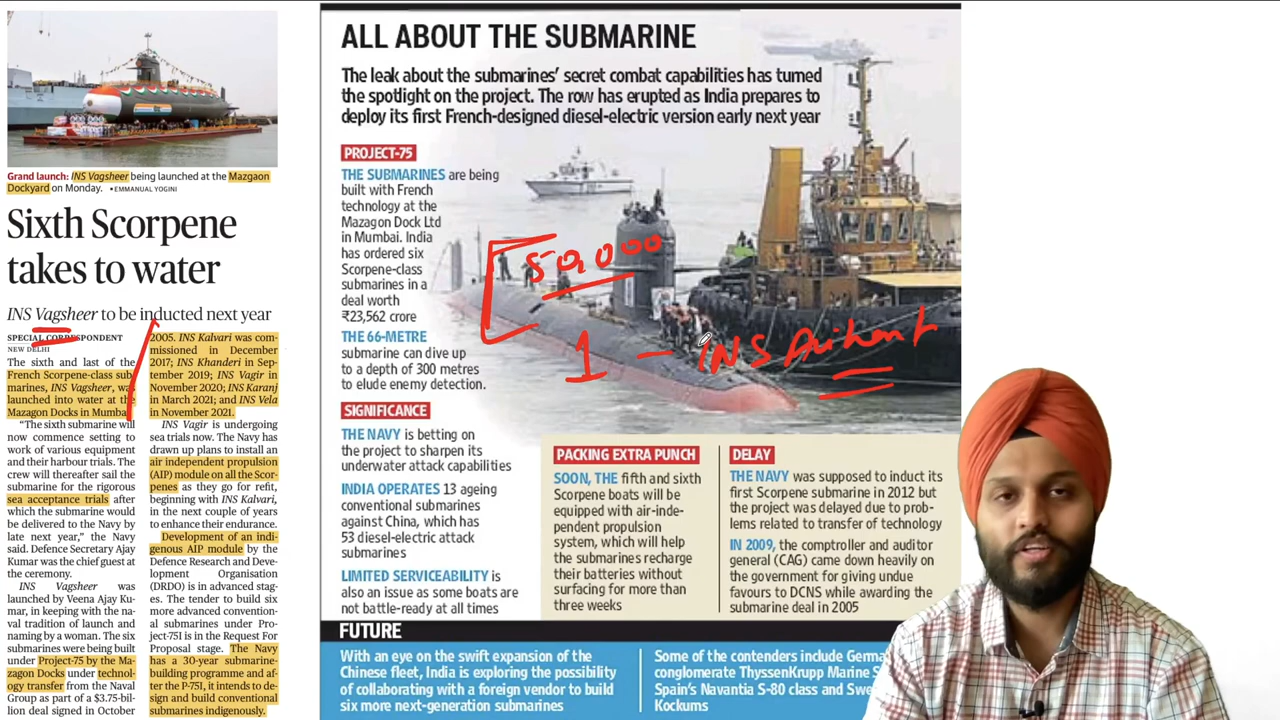 Grand launch: INS Vagsheer being launched at the Mazgaon
Dockyard on Monday. • EMMANUAL YOGINI
Sixth Scorpene
takes to water
INS Vagsheer to be inducted next year
SPECIAL CORRESPONDENT
NEW DELHI
The sixth and last of the
French Scorpene-class sub-
marines, INS Vagsheer, was
launched into water at the
Mazagon Docks in Mumbai.
“The sixth submarine will
now commence setting to
work of various equipment
and their harbour trials. The
crew will thereafter sail the
submarine for the rigorous
sea acceptance trials after
which the submarine would
be delivered to the Navy by
late next year,” the Navy
said. Defence Secretary Ajay
Kumar was the chief guest at
the ceremony.
INS Vagsheer was
launched by Veena Ajay Ku-
mar, in keeping with the na-
val tradition of launch and
naming by a woman. The six
submarines were being built
under Project-75 by the Ma-
zagon Docks under technol-
ogy transfer from the Naval
Group as part of a $3.75-bil-
lion deal signed in October
2005. INS Kalvari was com-
missioned in December
2017; INS Khanderi in Sep-
tember 2019; INS Vagir in
November 2020; INS Karanj
in March 2021; and INS Vela
in November 2021.
INS Vagir is undergoing
sea trials now. The Navy has
drawn up plans to install an
air independent propulsion
(AIP) module on all the Scor-
penes as they go for refit,
beginning with INS Kalvari,
in the next couple of years
to enhance their endurance.
Development of an indi-
genous AIP module by the
Defence Research and Deve-
lopment Organisation
(DRDO) is in advanced stag-
es. The tender to build six
more advanced convention-
al submarines under Pro-
ject-75I is in the Request For
Proposal stage. The Navy
has a 30-year submarine-
building programme and af-
ter the P-75I, it intends to de-
sign and build conventional
submarines indigenously.
ALL ABOUT THE SUBMARINE
The leak about the submarines’ secret combat capabilities has turned
the spotlight on the project. The row has erupted as India prepares to
deploy its first French-designed diesel-electric version early next year
PROJECT-75
THE SUBMARINES are being
built with French
technology at the
Mazagon Dock Ltd
in Mumbai. India
has ordered six
Scorpene-class
submarines in a
deal worth
₹23,562 crore
THE 66-METRE
submarine can dive up
to a depth of 300 metres
to elude enemy detection.
50,000
1 — INS Arihant
SIGNIFICANCE
THE NAVY is betting on
the project to sharpen its
underwater attack capabilities
INDIA OPERATES 13 ageing
conventional submarines
against China, which has
53 diesel-electric attack
submarines
LIMITED SERVICEABILITY is
also an issue as some boats are
not battle-ready at all times
PACKING EXTRA PUNCH
SOON, THE fifth and sixth
Scorpene boats will be
equipped with air-inde-
pendent propulsion
system, which will help
the submarines recharge
their batteries without
surfacing for more than
three weeks
DELAY
THE NAVY was supposed to induct its
first Scorpene submarine in 2012 but
the project was delayed due to prob-
lems related to transfer of technology
IN 2009, the comptroller and auditor
general (CAG) came down heavily on
the government for giving undue
favours to DCNS while awarding the
submarine deal in 2005
FUTURE
With an eye on the swift expansion of the
Chinese fleet, India is exploring the possibility
of collaborating with a foreign vendor to build
six more next-generation submarines
Some of the contenders include Germa
conglomerate ThyssenKrupp Marine S
Spain’s Navantia S-80 class and Swe
Kockums